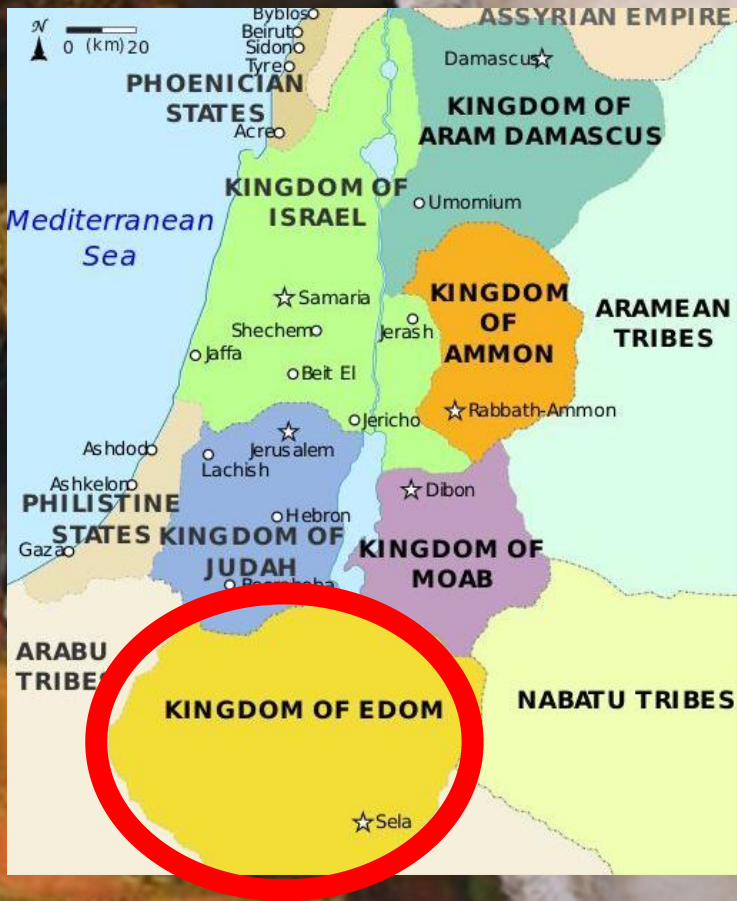 Byblos
ASSYRIAN EMPIRE
N
0 (km) 20
Beirut
Sidon
Tyre
Damascus
PHOENICIAN
STATES
KINGDOM OF
ARAM DAMASCUS
Acre
KINGDOM OF
ISRAEL
Umomium
Mediterranean
Sea
Samaria
KINGDOM
OF
AMMON
ARAMEAN
TRIBES
Shechem
Jerash
Jaffa
Beit El
Rabbath-Ammon
Jericho
Ashdod
Jerusalem
Lachish
Ashkelon
Dibon
PHILISTINE
STATES
Hebron
Gaza
KINGDOM OF
JUDAH
KINGDOM OF
MOAB
ARABU
TRIBES
KINGDOM OF EDOM
NABATU TRIBES
Sela